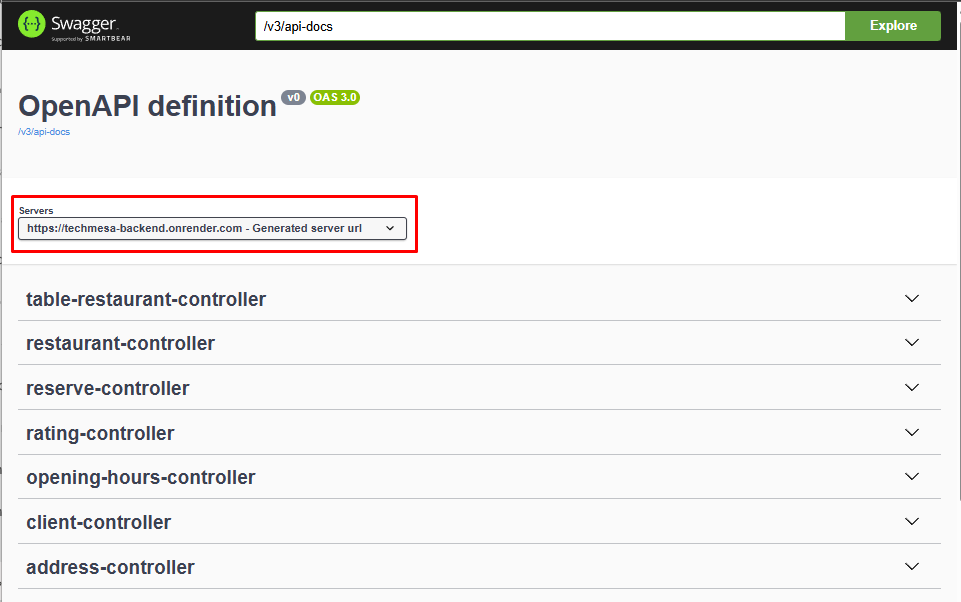 Swagger.
Supported by SMARTBEAR
/v3/api-docs
Explore
OpenAPI definition v0 OAS 3.0
/v3/api-docs
Servers
https://techmesa-backend.onrender.com - Generated server url
table-restaurant-controller
restaurant-controller
reserve-controller
rating-controller
opening-hours-controller
client-controller
address-controller